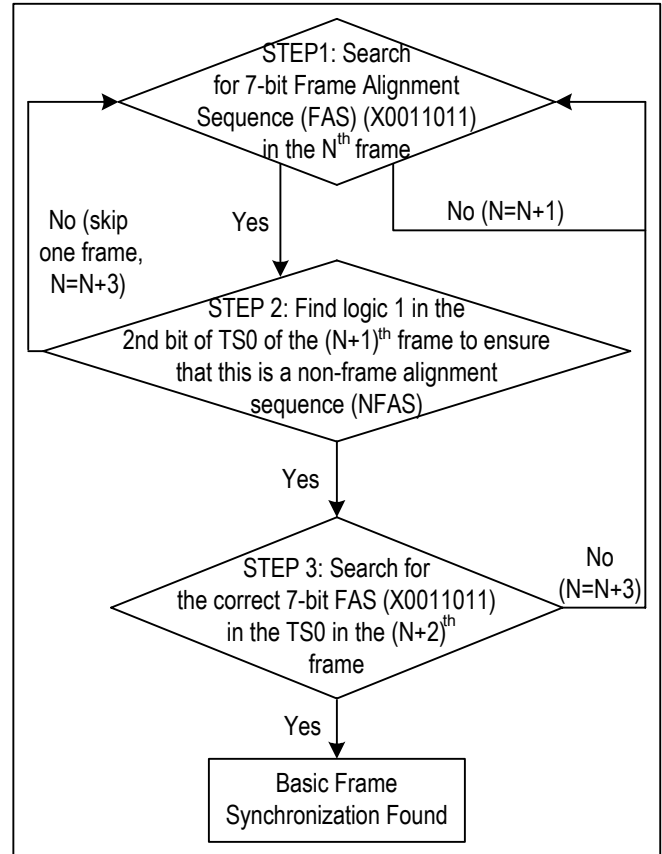 STEP1: Search
for 7-bit Frame Alignment
Sequence (FAS) (X0011011)
in the Nth frame
No (skip
one frame,
N=N+3)
Yes
No (N=N+1)
STEP 2: Find logic 1 in the
2nd bit of TS0 of the (N+1)th frame to ensure
that this is a non-frame alignment
sequence (NFAS)
Yes
STEP 3: Search for
the correct 7-bit FAS (X0011011)
in the TS0 in the (N+2)th
frame
No
(N=N+3)
Yes
Basic Frame
Synchronization Found